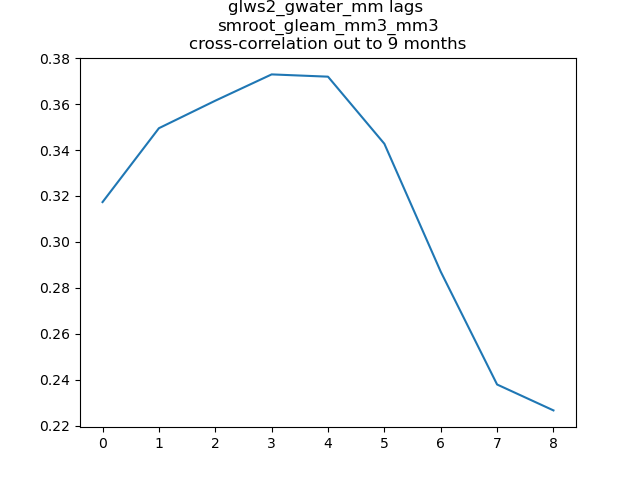 glws2_gwater_mm lags
smroot_gleam_mm3_mm3
cross-correlation out to 9 months
0.38
0.36
0.34
0.32
0.30
0.28
0.26
0.24
0.22
0 1 2 3 4 5 6 7 8